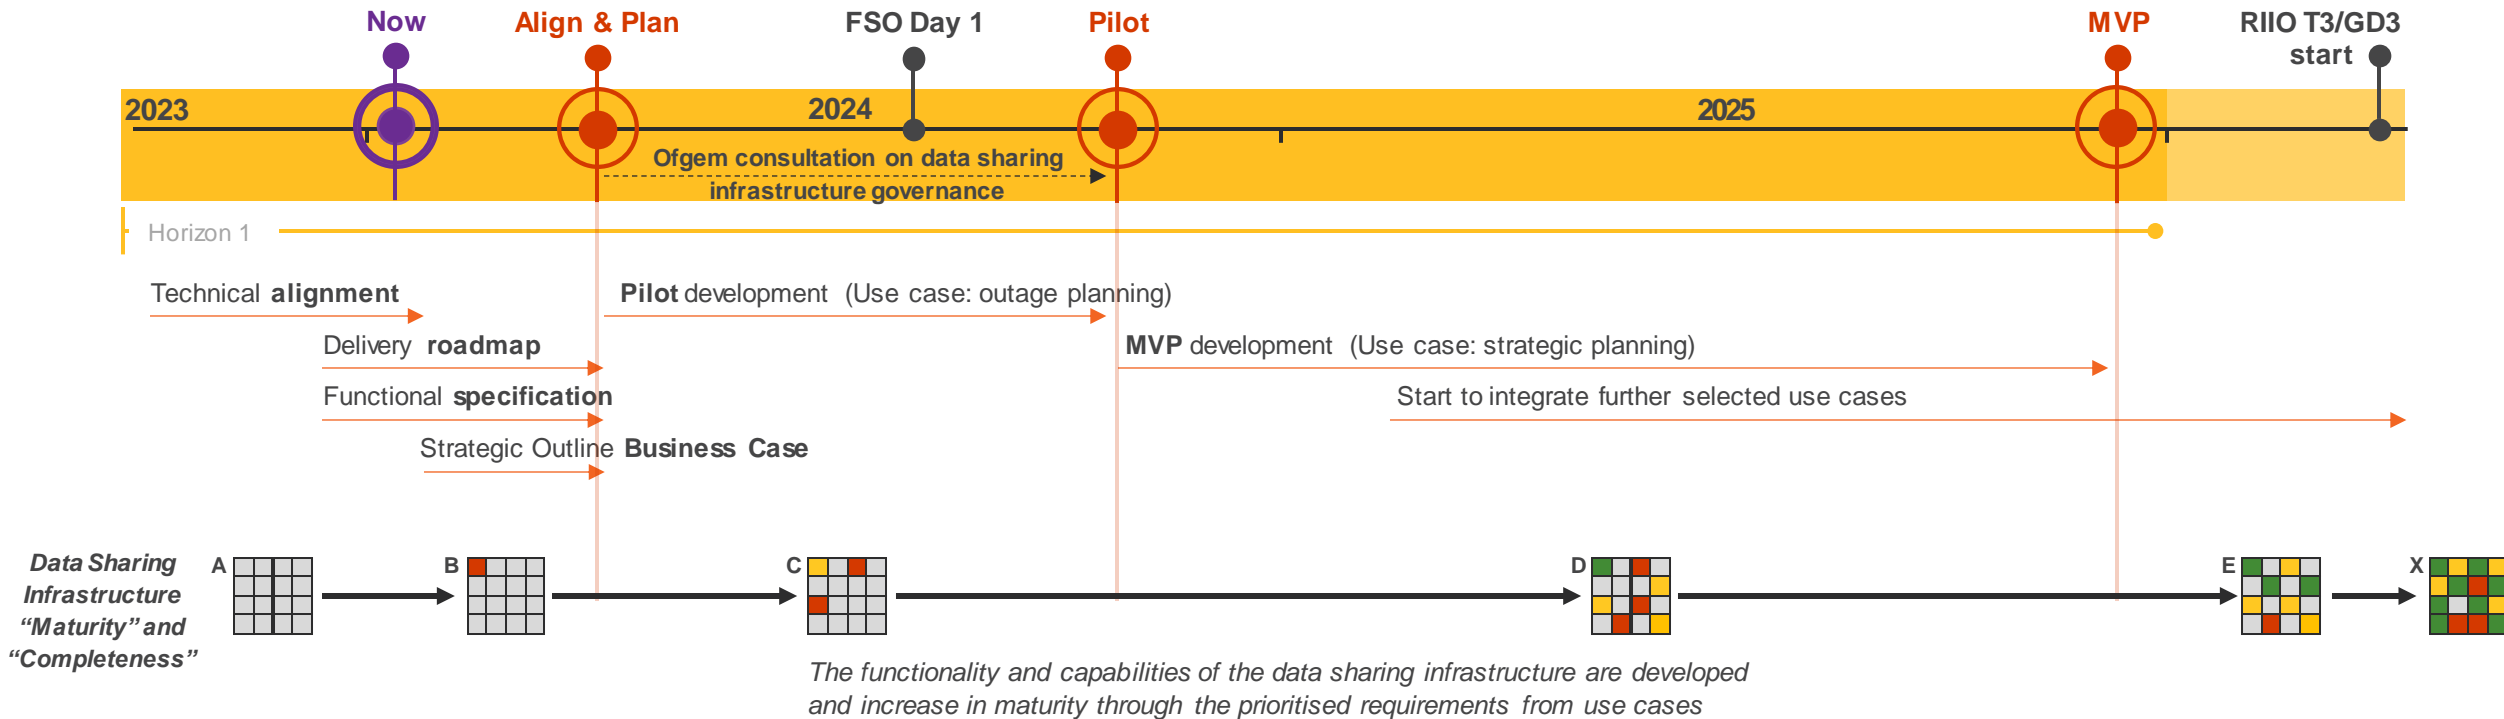 Now
Align & Plan
FSO Day 1
Pilot
MVP
RIIO T3/GD3
start
2023
2024
2025
Ofgem consultation on data sharing
infrastructure governance
Horizon 1
Technical alignment
Pilot development (Use case: outage planning)
Delivery roadmap
MVP development (Use case: strategic planning)
Functional specification
Start to integrate further selected use cases
Strategic Outline Business Case
Data Sharing
Infrastructure
“Maturity” and
“Completeness”
A
B
C
D
E
X
The functionality and capabilities of the data sharing infrastructure are developed
and increase in maturity through the prioritised requirements from use cases